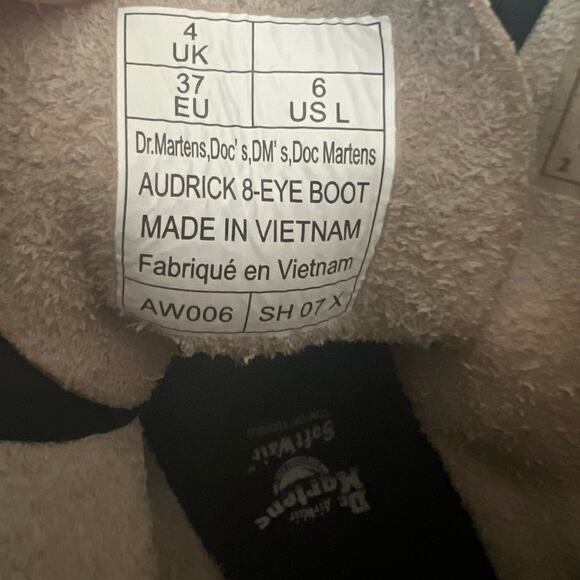 4
UK
37
EU
6
US L
Dr.Martens,Doc's,DM's,Doc Martens
AUDRICK 8-EYE BOOT
MADE IN VIETNAM
Fabriqué en Vietnam
AW006
SH 07 X
Dr. Martens
AirWair
SoftWair